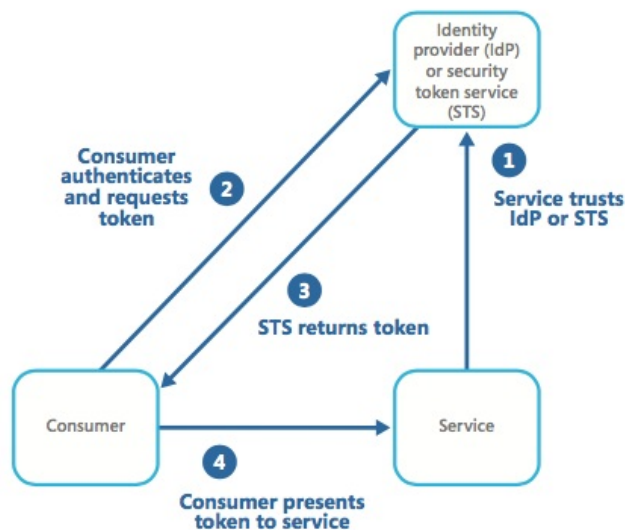 Identity
provider (IdP)
or security
token service
(STS)
Consumer
authenticates
and requests
token
2
1
Service trusts
IdP or STS
3
STS returns token
Consumer
Service
4
Consumer presents
token to service